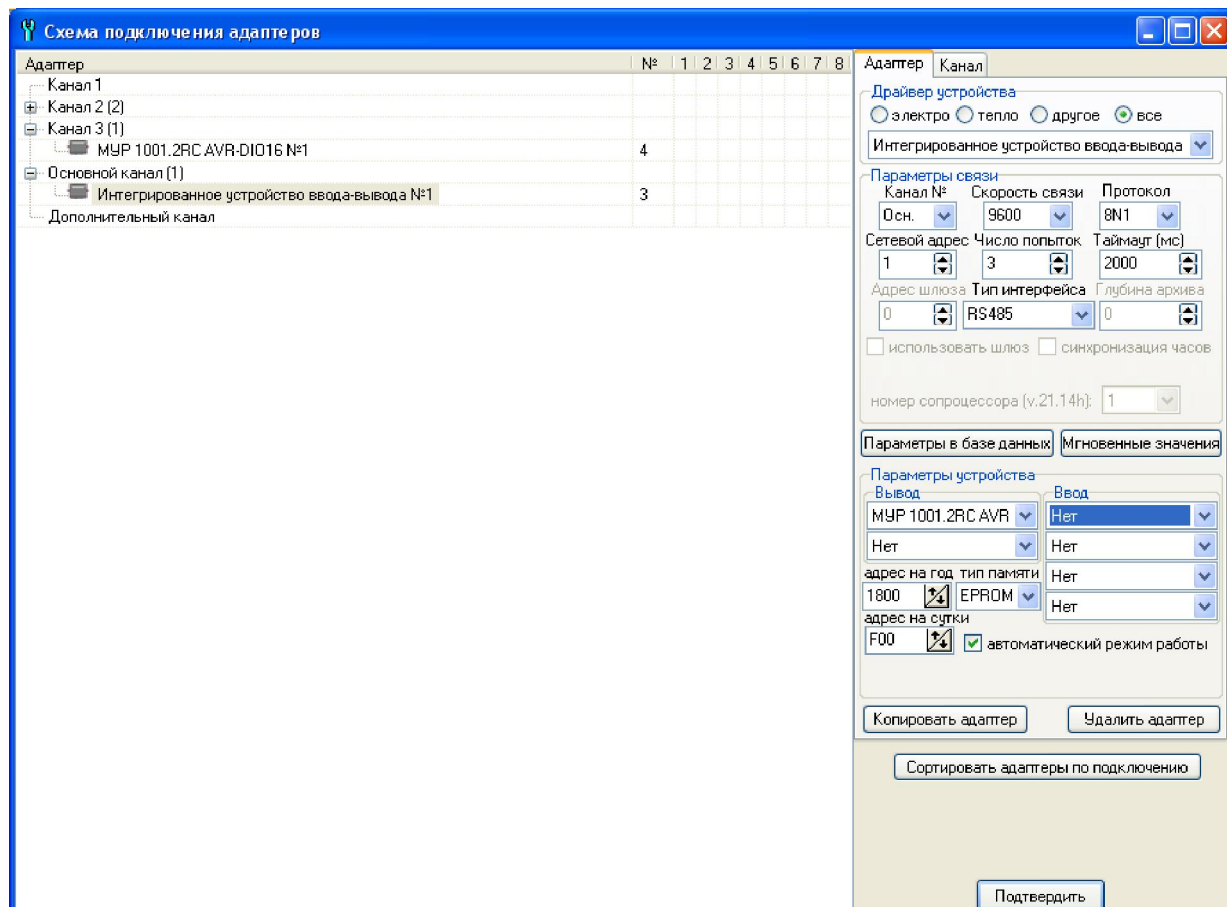 Схема подключения адаптеров
Адаптер № 1 2 3 4 5 6 7 8
Канал 1
Канал 2 (2)
Канал 3 (1)
МУР 1001.2RC AVR-DIO16 №1 4
Основной канал (1)
Интегрированное устройство ввода-вывода №1 3
Дополнительный канал
Адаптер Канал
Драйвер устройства
электро тепло другое все
Интегрированное устройство ввода-вывода
Параметры связи
Канал № Скорость связи Протокол
Осн. 9600 8N1
Сетевой адрес Число попыток Таймаут (мс)
1 3 2000
Адрес шлюза Тип интерфейса Глубина архива
0 RS485 0
использовать шлюз синхронизация часов
номер сопроцессора (v.21.14h): 1
Параметры в базе данных Мгновенные значения
Параметры устройства
Вывод Ввод
МУР 1001.2RC AVR Нет
Нет Нет
адрес на год тип памяти Нет
1800 EPROM Нет
адрес на сутки
F00 автоматический режим работы
Копировать адаптер Удалить адаптер
Сортировать адаптеры по подключению
Подтвердить